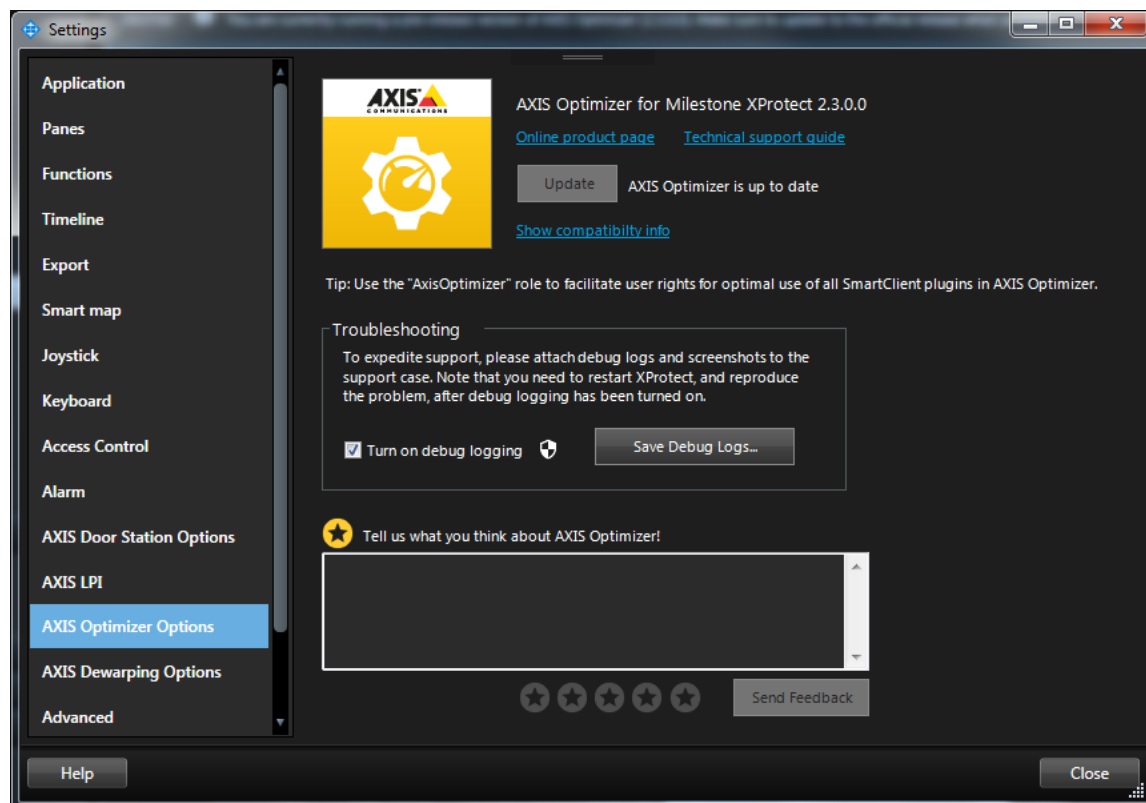 Settings
Application
Panes
Functions
Timeline
Export
Smart map
Joystick
Keyboard
Access Control
Alarm
AXIS Door Station Options
AXIS LPI
AXIS Optimizer Options
AXIS Dewarping Options
Advanced
AXIS
COMMUNICATIONS
AXIS Optimizer for Milestone XProtect 2.3.0.0
Online product page Technical support guide
Update AXIS Optimizer is up to date
Show compatibilty info
Tip: Use the "AxisOptimizer" role to facilitate user rights for optimal use of all SmartClient plugins in AXIS Optimizer.
Troubleshooting
To expedite support, please attach debug logs and screenshots to the
support case. Note that you need to restart XProtect, and reproduce
the problem, after debug logging has been turned on.
Turn on debug logging Save Debug Logs...
Tell us what you think about AXIS Optimizer!
Send Feedback
Help Close